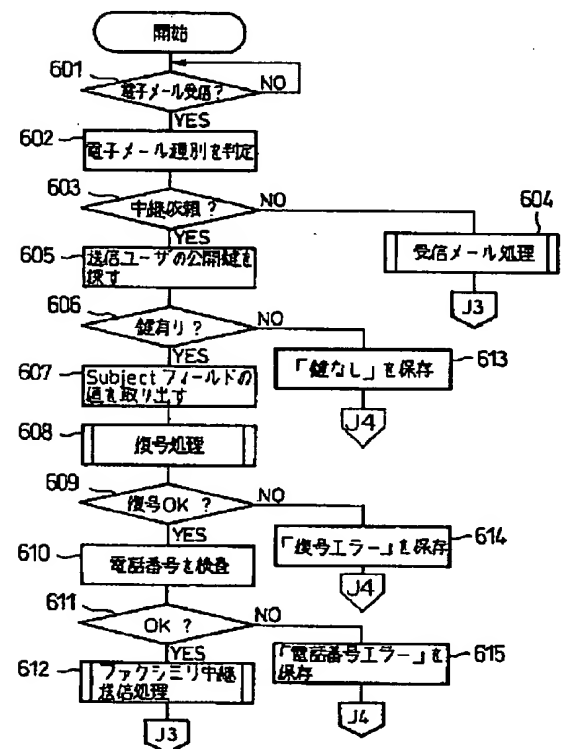 開始
601
電子メール受信?
NO
YES
602
電子メール種別を判定
603
中継依頼?
NO
YES
604
受信メール処理
J3
605
送信ユーザの公開鍵を
探す
606
鍵有り?
NO
YES
613
「鍵なし」を保存
J4
607
Subjectフィールドの
値を取り出す
608
復号処理
609
復号OK ?
NO
YES
614
「復号エラー」を保存
J4
610
電話番号を検査
611
OK ?
NO
YES
615
「電話番号エラー」を
保存
J4
612
ファクシミリ中継
送信処理
J3